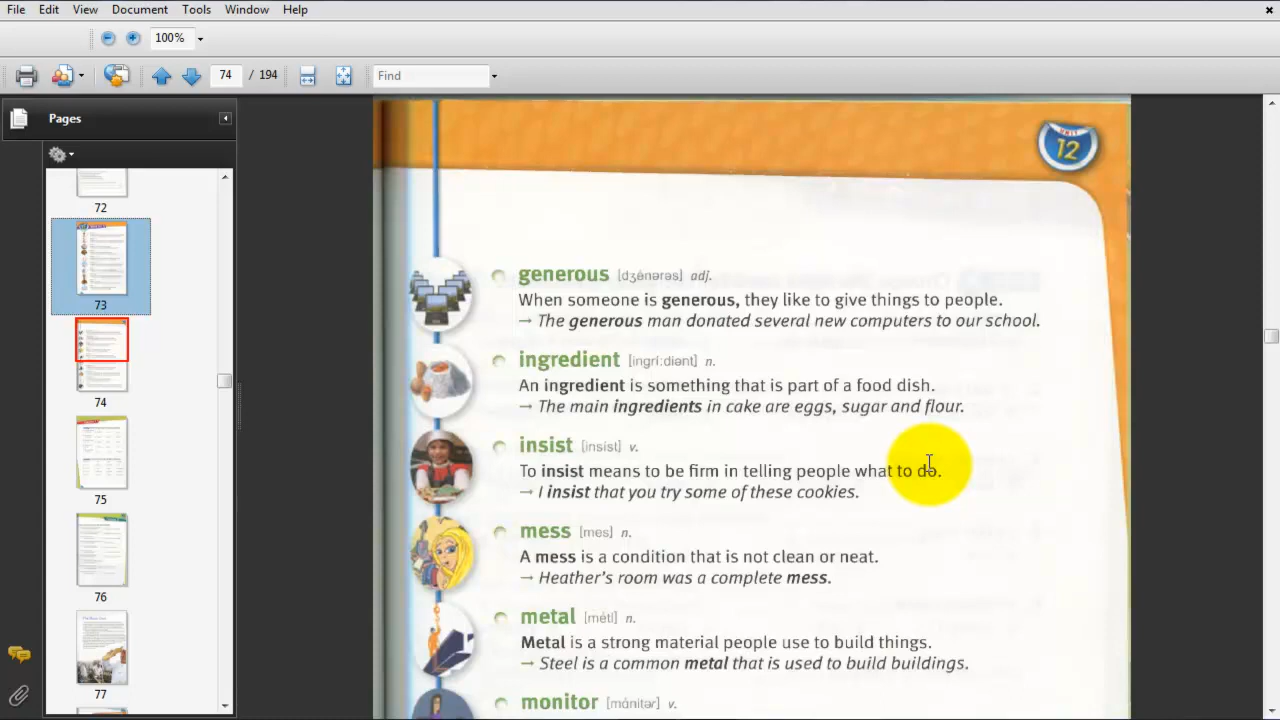 File Edit View Document Tools Window Help
100%
74 / 194 Find
Pages
72
73
74
75
76
77
UNIT 12
generous [dʒénərəs] adj.
When someone is generous, they like to give things to people.
→ The generous man donated several new computers to our school.
ingredient [ingríːdiənt] n.
An ingredient is something that is part of a food dish.
→ The main ingredients in cake are eggs, sugar and flour.
insist [insíst] v.
To insist means to be firm in telling people what to do.
→ I insist that you try some of these cookies.
mess [mes] n.
A mess is a condition that is not clean or neat.
→ Heather's room was a complete mess.
metal [métl] n.
Metal is a strong material people use to build things.
→ Steel is a common metal that is used to build buildings.
monitor [mánitər] v.